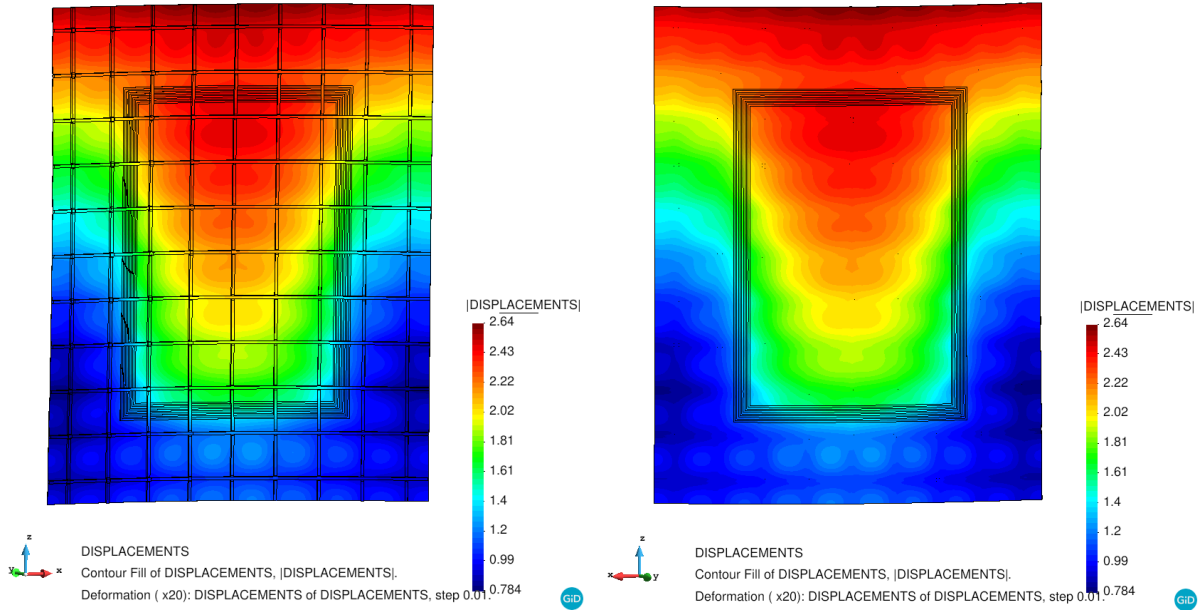 |DISPLACEMENTS|
2.64
2.43
2.22
2.02
1.81
1.61
1.4
1.2
0.99
0.784
z
y
x
DISPLACEMENTS
Contour Fill of DISPLACEMENTS, |DISPLACEMENTS|.
Deformation ( x20): DISPLACEMENTS of DISPLACEMENTS, step 0.01.
GiD
|DISPLACEMENTS|
2.64
2.43
2.22
2.02
1.81
1.61
1.4
1.2
0.99
0.784
z
x
y
DISPLACEMENTS
Contour Fill of DISPLACEMENTS, |DISPLACEMENTS|.
Deformation ( x20): DISPLACEMENTS of DISPLACEMENTS, step 0.01.
GiD